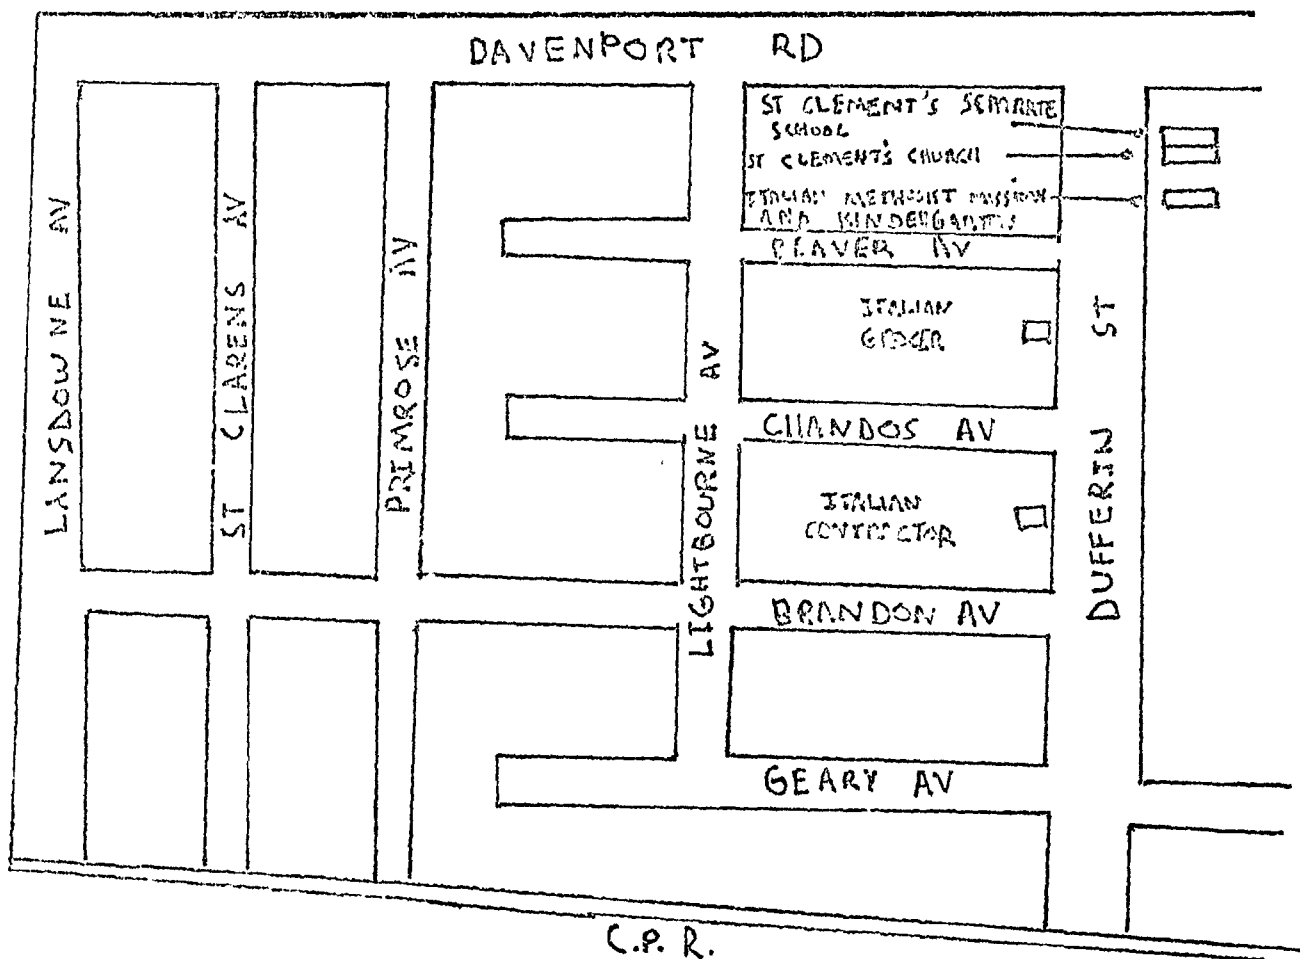 DAVENPORT RD
ST CLEMENT'S SEPARATE
SCHOOL
ST CLEMENT'S CHURCH
ITALIAN METHODIST MISSION
AND KINDERGARTEN
BEAVER AV
ITALIAN
GROCER
CHANDOS AV
ITALIAN
CONTRACTOR
BRANDON AV
GEARY AV
LANSDOWNE AV
ST CLARENS AV
PRIMROSE AV
LIGHTBOURNE AV
DUFFERIN ST
C.P.R.